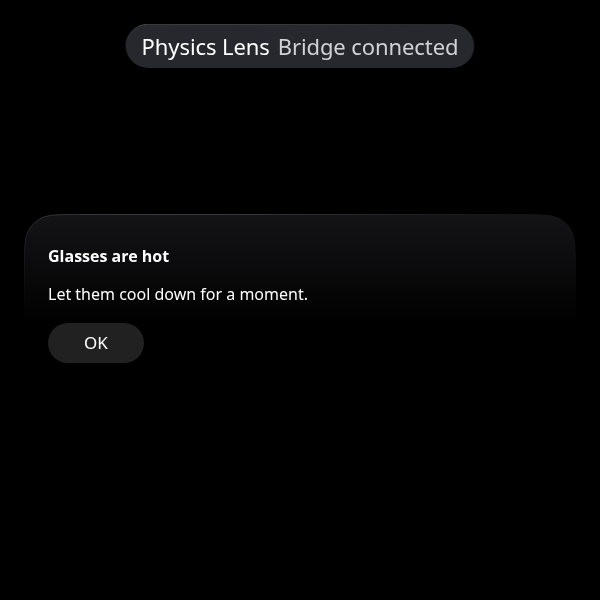 Physics Lens Bridge connected
Glasses are hot
Let them cool down for a moment.
OK